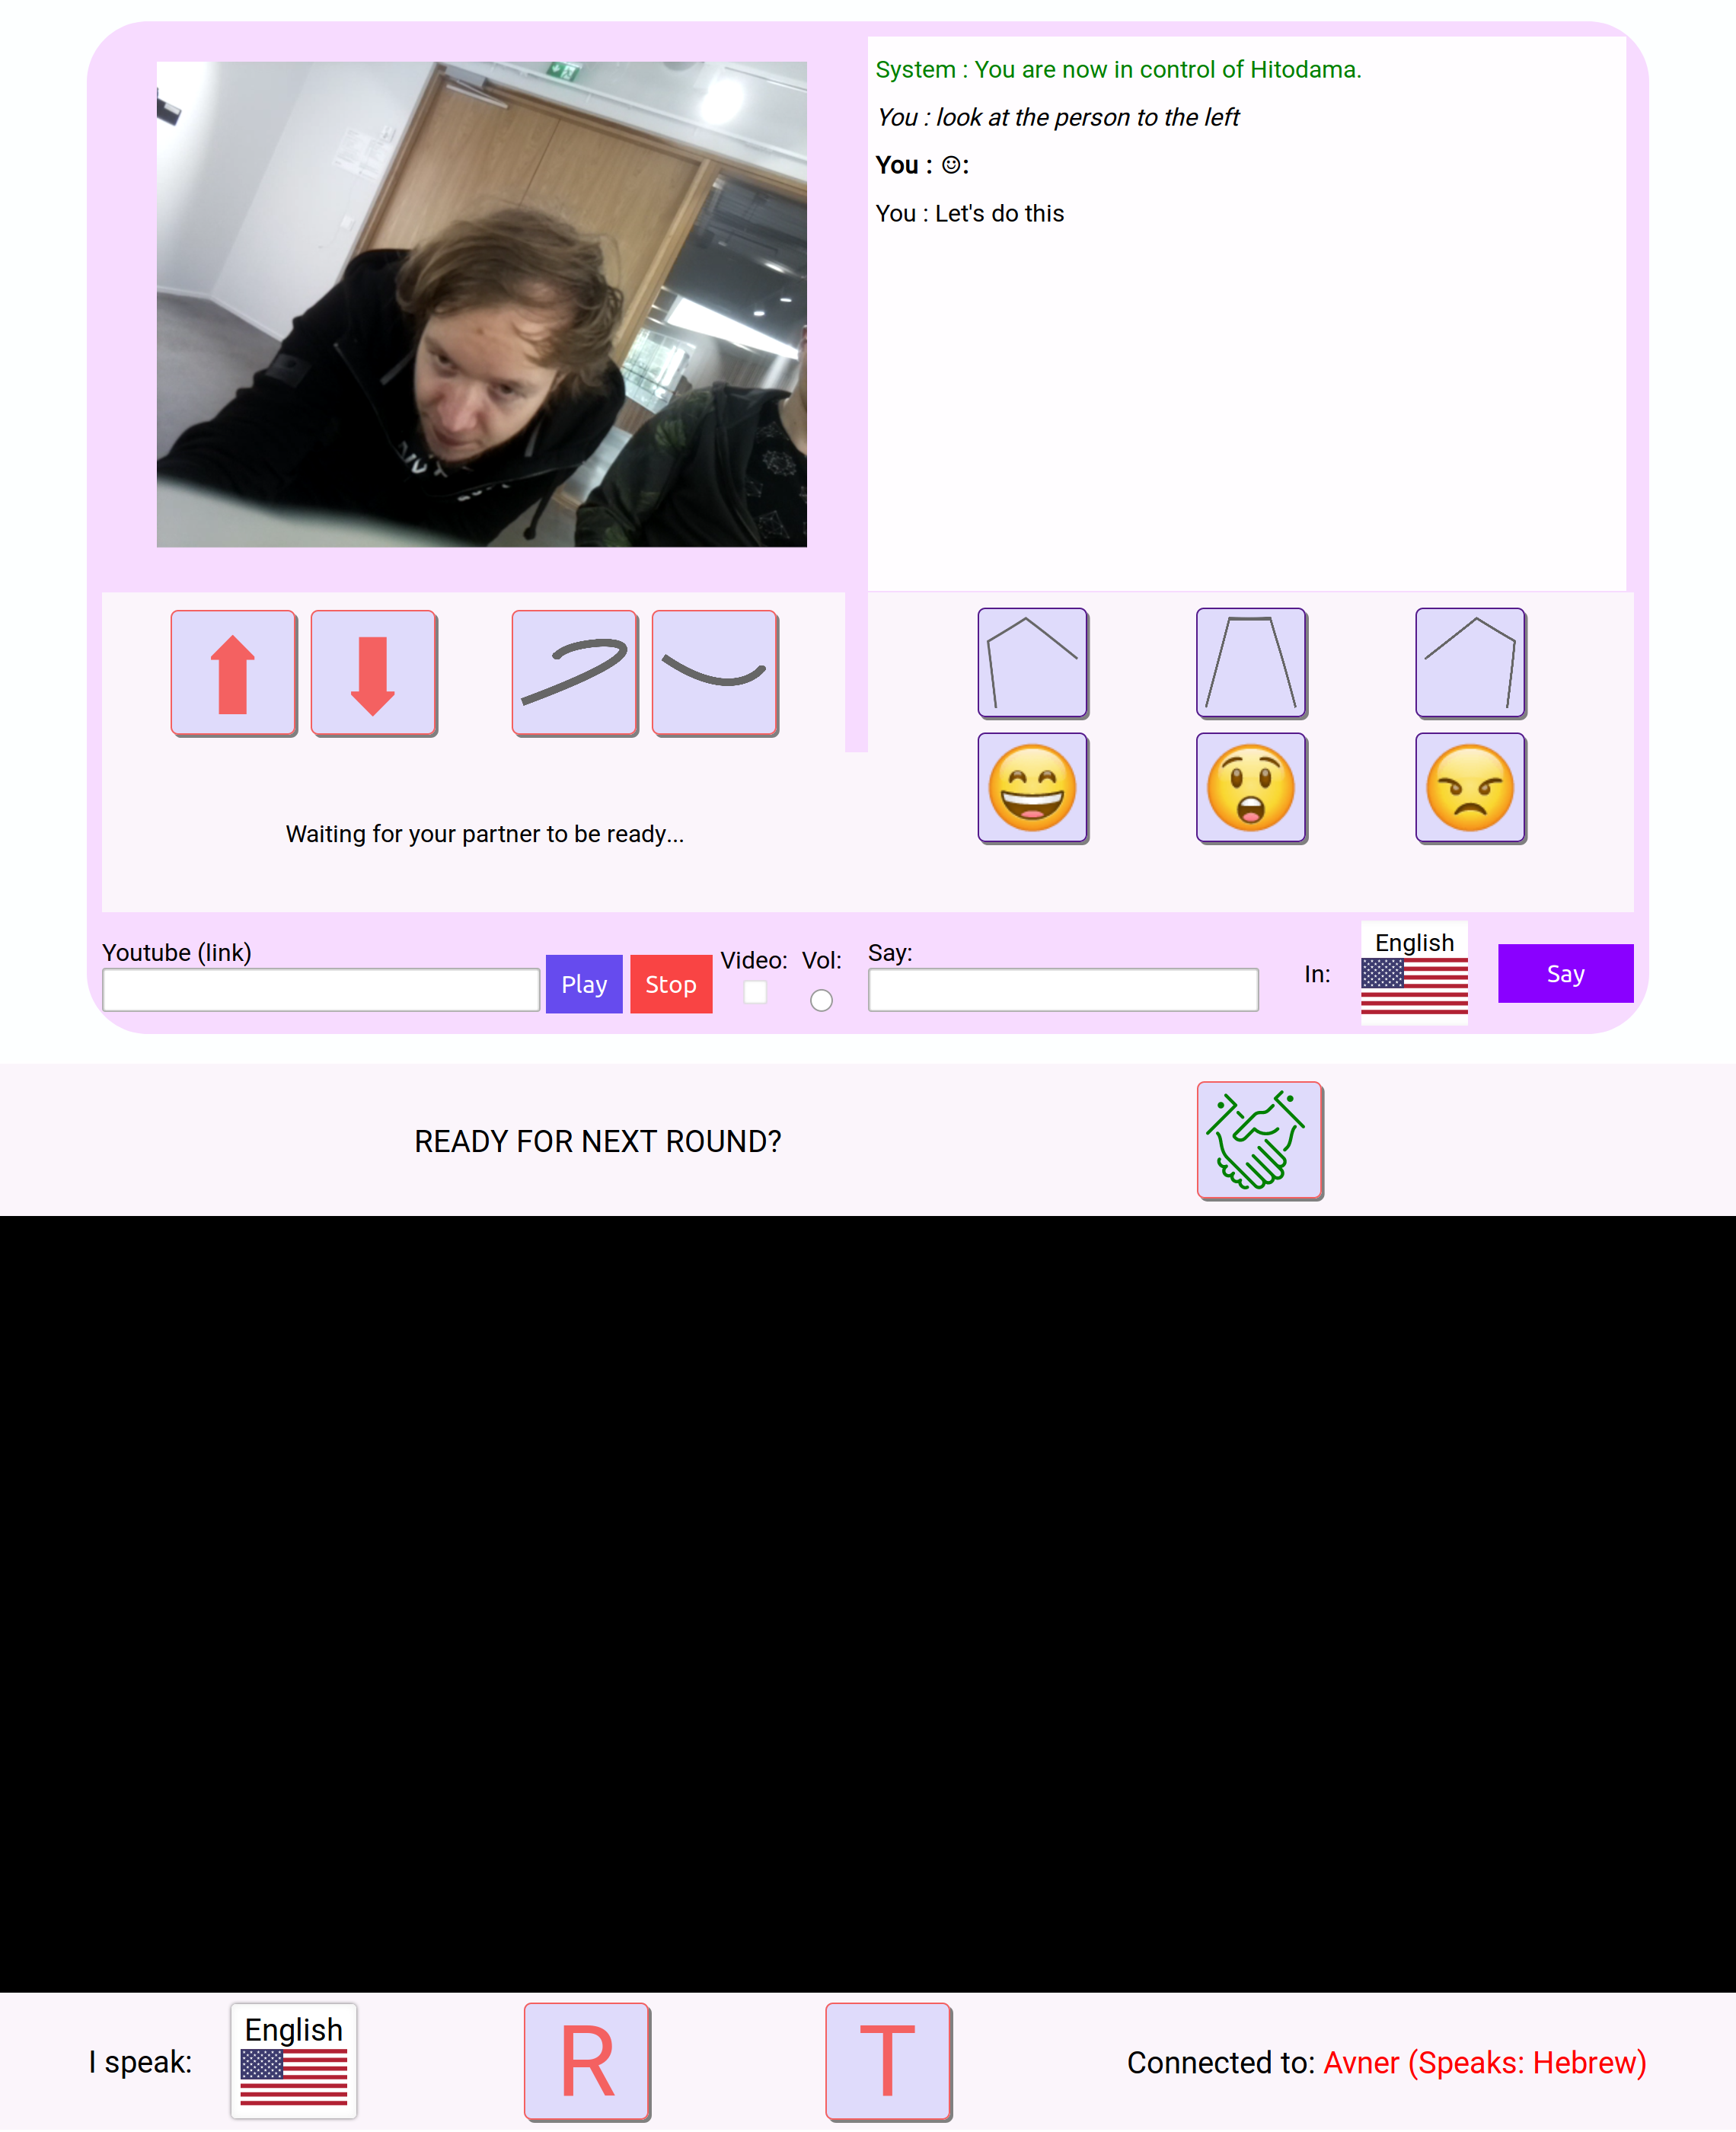 System : You are now in control of Hitodama.
You : look at the person to the left
You : ☺:
You : Let's do this
Waiting for your partner to be ready...
Youtube (link)
Play
Stop
Video:
Vol:
Say:
In:
English
Say
READY FOR NEXT ROUND?
I speak:
English
R
T
Connected to: Avner (Speaks: Hebrew)